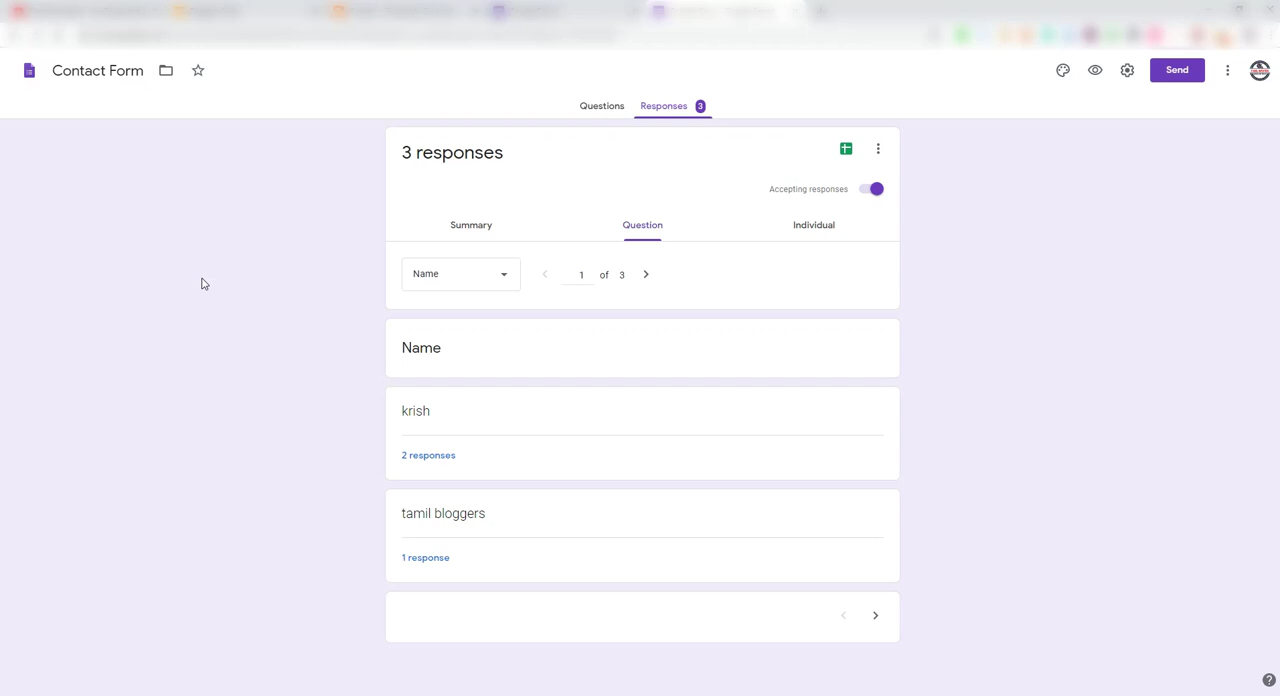 Contact Form
Send
Questions
Responses 3
3 responses
Accepting responses
Summary
Question
Individual
Name
1 of 3
Name
krish
2 responses
tamil bloggers
1 response